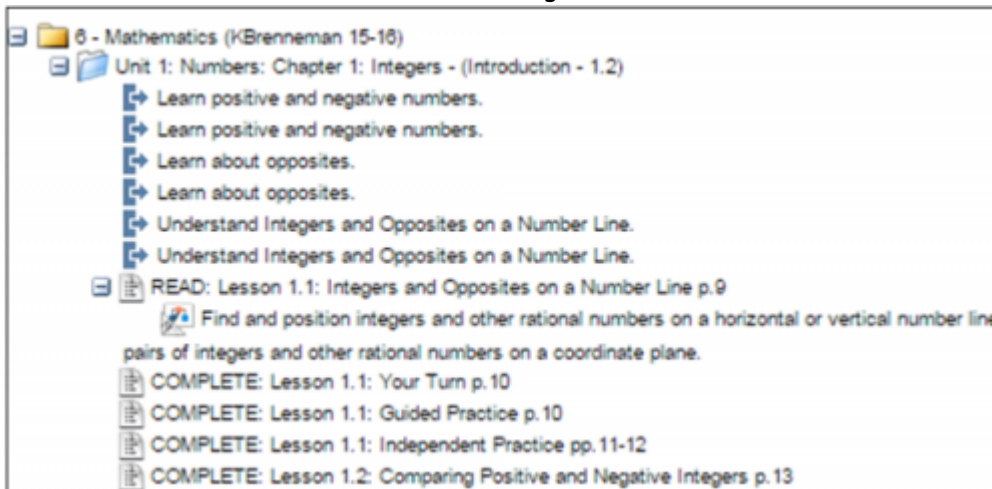 6 - Mathematics (KBrenneman 15-16)
Unit 1: Numbers: Chapter 1: Integers - (Introduction - 1.2)
Learn positive and negative numbers.
Learn positive and negative numbers.
Learn about opposites.
Learn about opposites.
Understand Integers and Opposites on a Number Line.
Understand Integers and Opposites on a Number Line.
READ: Lesson 1.1: Integers and Opposites on a Number Line p.9
Find and position integers and other rational numbers on a horizontal or vertical number line
pairs of integers and other rational numbers on a coordinate plane.
COMPLETE: Lesson 1.1: Your Turn p.10
COMPLETE: Lesson 1.1: Guided Practice p.10
COMPLETE: Lesson 1.1: Independent Practice pp.11-12
COMPLETE: Lesson 1.2: Comparing Positive and Negative Integers p.13